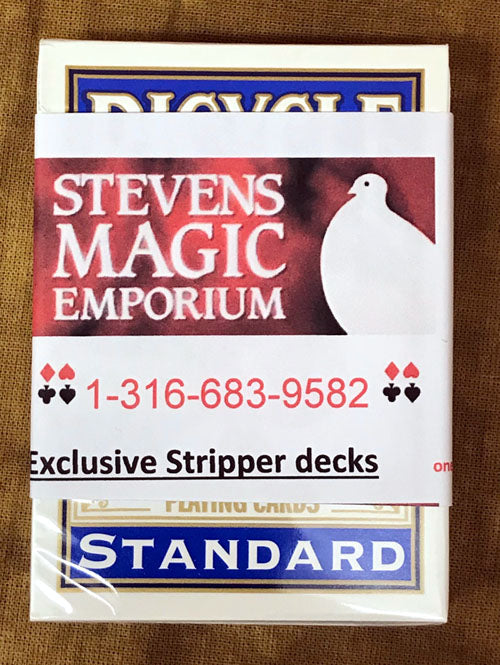 BICYCLE
STEVENS
MAGIC
EMPORIUM
1-316-683-9582
Exclusive Stripper decks
PLAYING CARDS
STANDARD